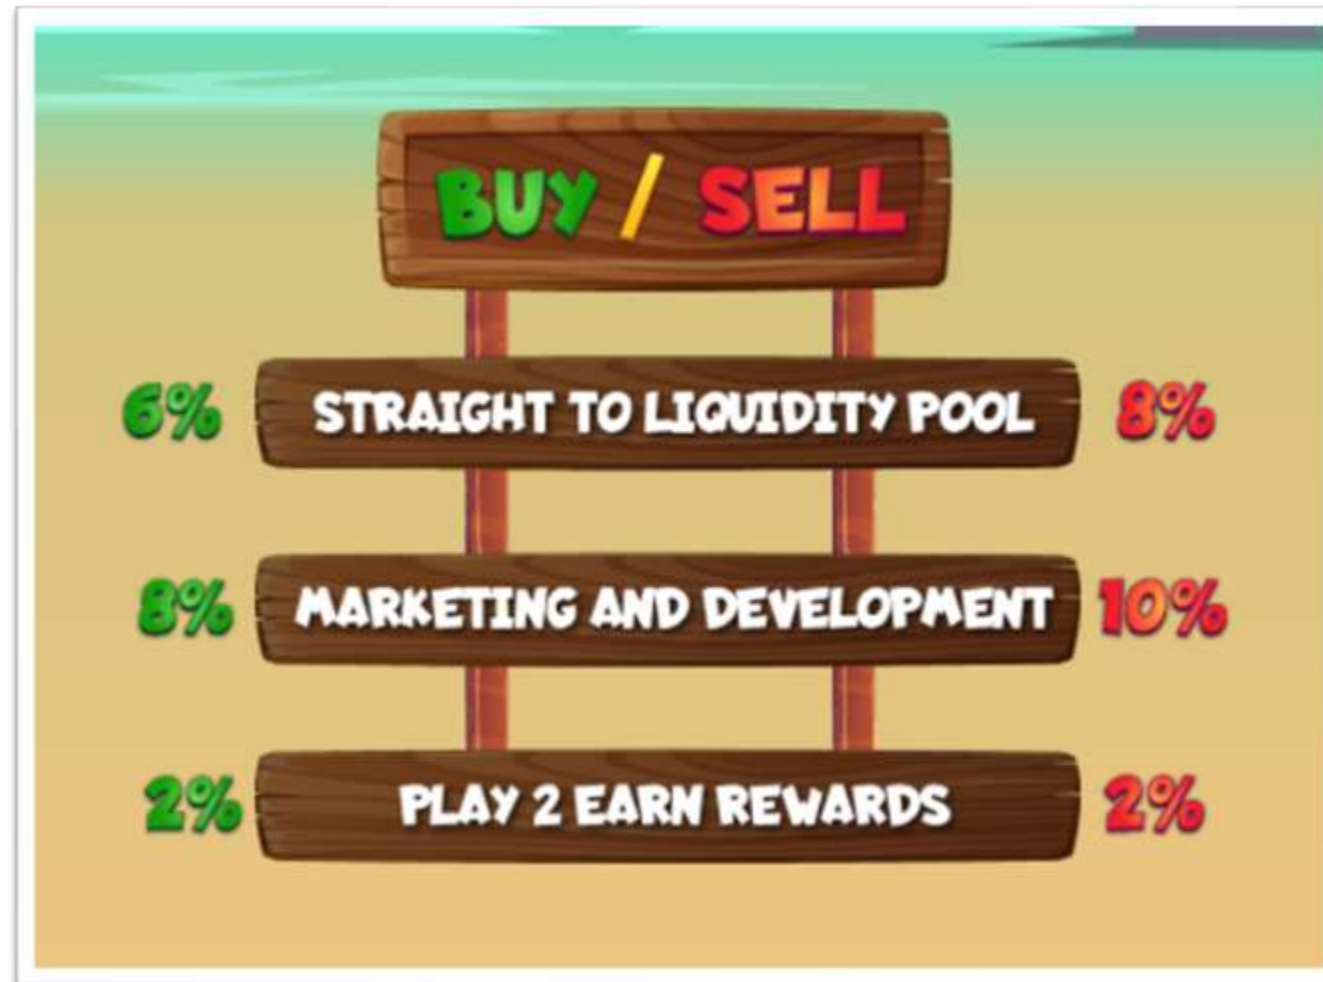 BUY / SELL
6% STRAIGHT TO LIQUIDITY POOL 8%
8% MARKETING AND DEVELOPMENT 10%
2% PLAY 2 EARN REWARDS 2%